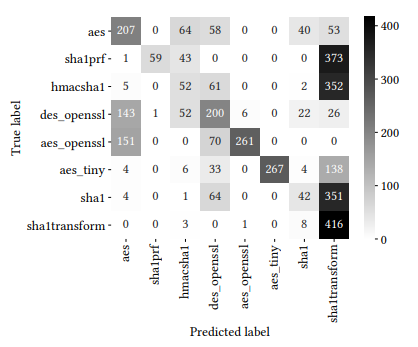 aes 207 0 64 58 0 0 40 53
sha1prf 1 59 43 0 0 0 0 373
hmacsha1 5 0 52 61 0 0 2 352
des_openssl 143 1 52 200 6 0 22 26
aes_openssl 151 0 0 70 261 0 0 0
aes_tiny 4 0 6 33 0 267 4 138
sha1 4 0 1 64 0 0 42 351
sha1transform 0 0 3 0 1 0 8 416
aes
sha1prf
hmacsha1
des_openssl
aes_openssl
aes_tiny
sha1
sha1transform
True label
Predicted label
400
300
200
100
0